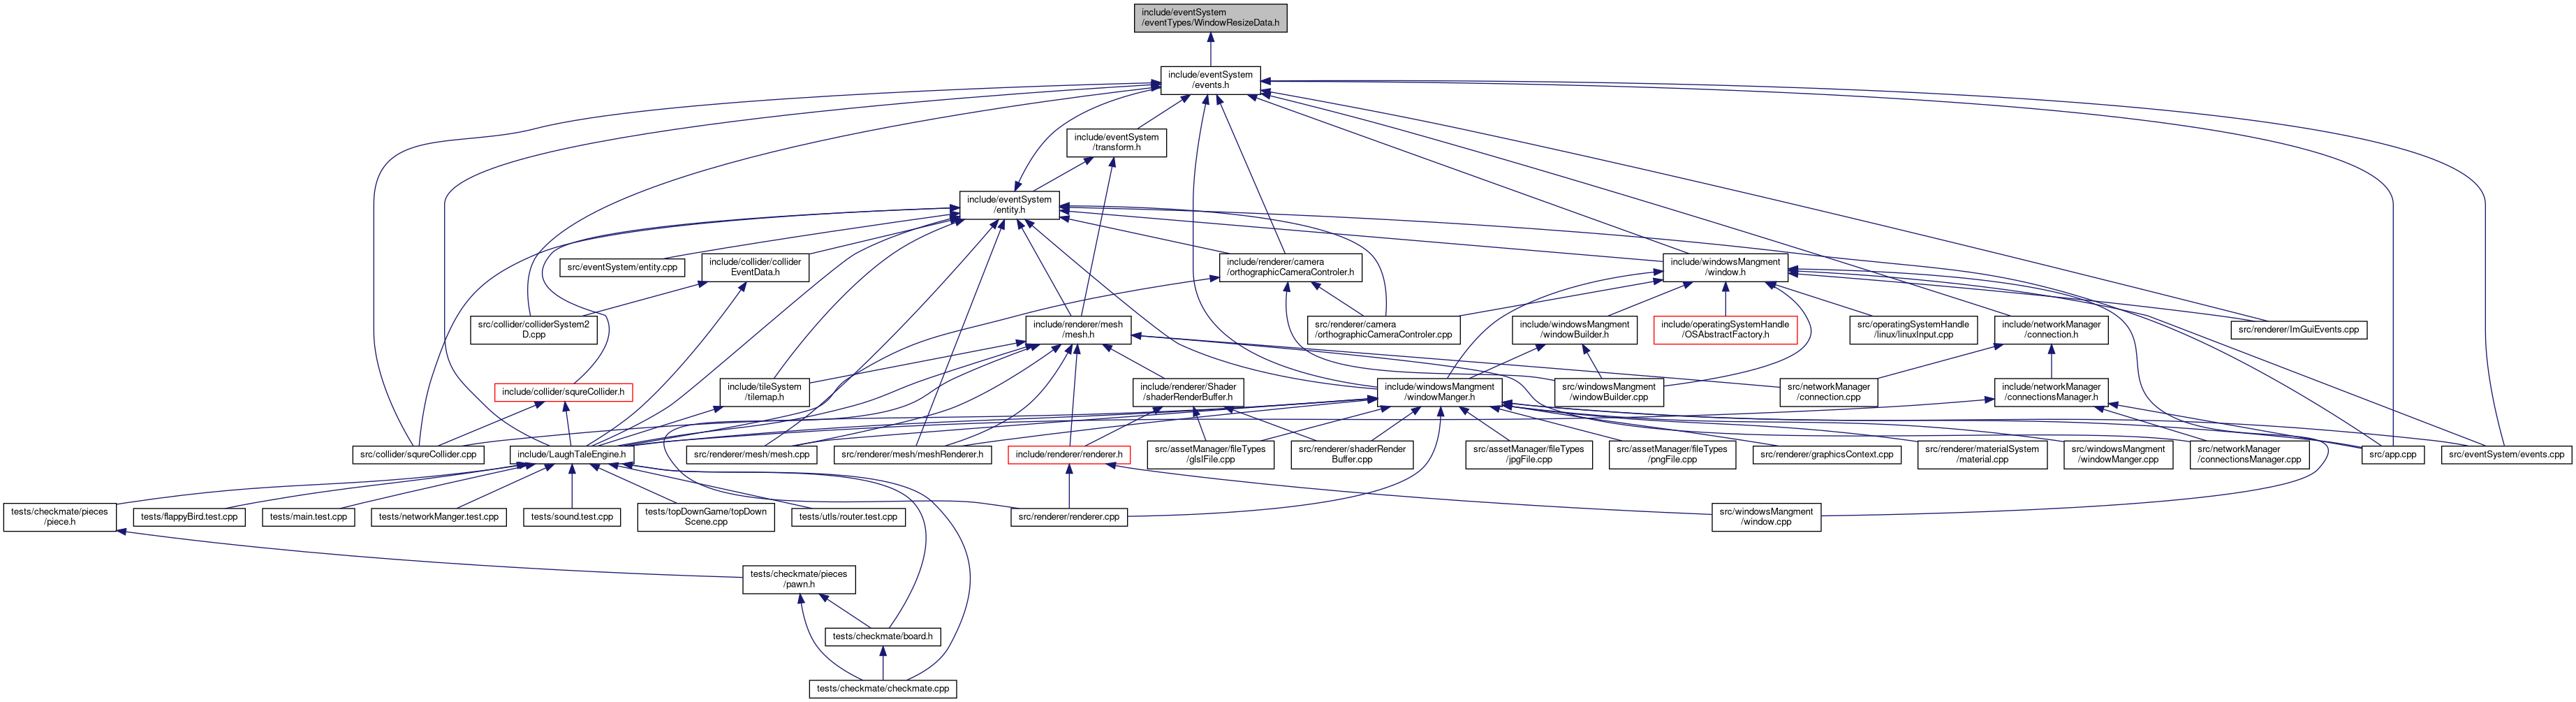 include/eventSystem
/eventTypes/WindowResizeData.h
include/eventSystem
/events.h
include/eventSystem
/transform.h
include/eventSystem
/entity.h
src/eventSystem/entity.cpp
include/collider/collider
EventData.h
include/renderer/camera
/orthographicCameraControler.h
include/windowsMangment
/window.h
src/collider/colliderSystem2
D.cpp
include/renderer/mesh
/mesh.h
src/renderer/camera
/orthographicCameraControler.cpp
include/windowsMangment
/windowBuilder.h
include/operatingSystemHandle
/OSAbstractFactory.h
src/operatingSystemHandle
/linux/linuxInput.cpp
include/networkManager
/connection.h
src/renderer/ImGuiEvents.cpp
include/collider/squreCollider.h
include/tileSystem
/tilemap.h
include/renderer/Shader
/shaderRenderBuffer.h
include/windowsMangment
/windowManger.h
src/windowsMangment
/windowBuilder.cpp
src/networkManager
/connection.cpp
include/networkManager
/connectionsManager.h
src/collider/squreCollider.cpp
include/LaughTaleEngine.h
src/renderer/mesh/mesh.cpp
src/renderer/mesh/meshRenderer.h
include/renderer/renderer.h
src/assetManager/fileTypes
/glslFile.cpp
src/renderer/shaderRender
Buffer.cpp
src/assetManager/fileTypes
/jpgFile.cpp
src/assetManager/fileTypes
/pngFile.cpp
src/renderer/graphicsContext.cpp
src/renderer/materialSystem
/material.cpp
src/windowsMangment
/windowManger.cpp
src/networkManager
/connectionsManager.cpp
src/app.cpp
src/eventSystem/events.cpp
tests/checkmate/pieces
/piece.h
tests/flappyBird.test.cpp
tests/main.test.cpp
tests/networkManger.test.cpp
tests/sound.test.cpp
tests/topDownGame/topDown
Scene.cpp
tests/utls/router.test.cpp
src/renderer/renderer.cpp
src/windowsMangment
/window.cpp
tests/checkmate/pieces
/pawn.h
tests/checkmate/board.h
tests/checkmate/checkmate.cpp